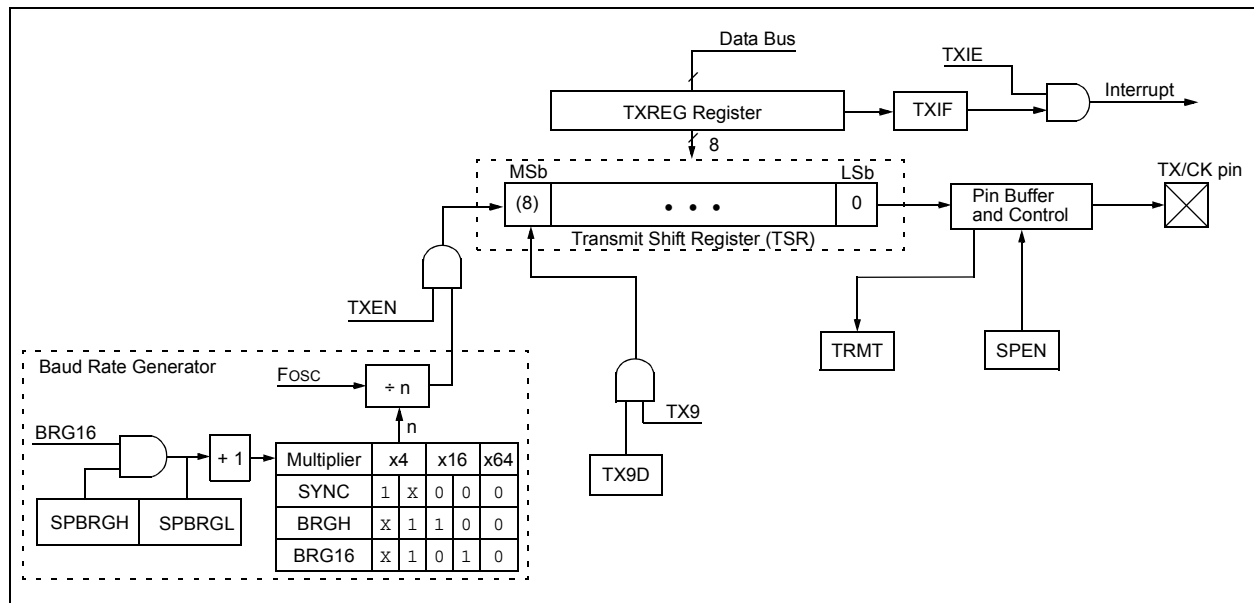 Data Bus
TXIE
Interrupt
TXREG Register
TXIF
8
MSb
LSb
TX/CK pin
(8)
• • •
0
Pin Buffer
and Control
Transmit Shift Register (TSR)
TXEN
TRMT
SPEN
Baud Rate Generator
FOSC
÷ n
TX9
n
BRG16
+ 1
Multiplier x4 x16 x64
TX9D
SYNC 1 X 0 0 0
SPBRGH SPBRGL
BRGH X 1 1 0 0
BRG16 X 1 0 1 0